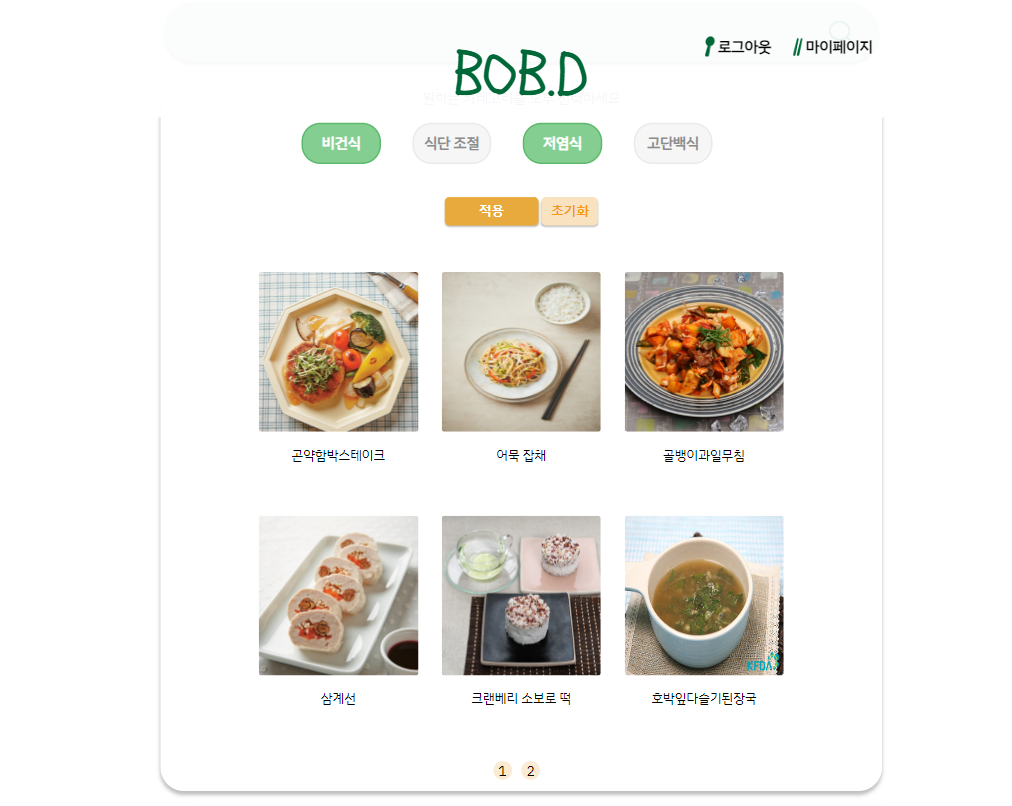 로그아웃 마이페이지
BOB.D
비건식 식단 조절 저염식 고단백식
적용 초기화
곤약함박스테이크 어묵 잡채 골뱅이과일무침
KFDA
삼계선 크랜베리 소보로 떡 호박잎다슬기된장국
1 2